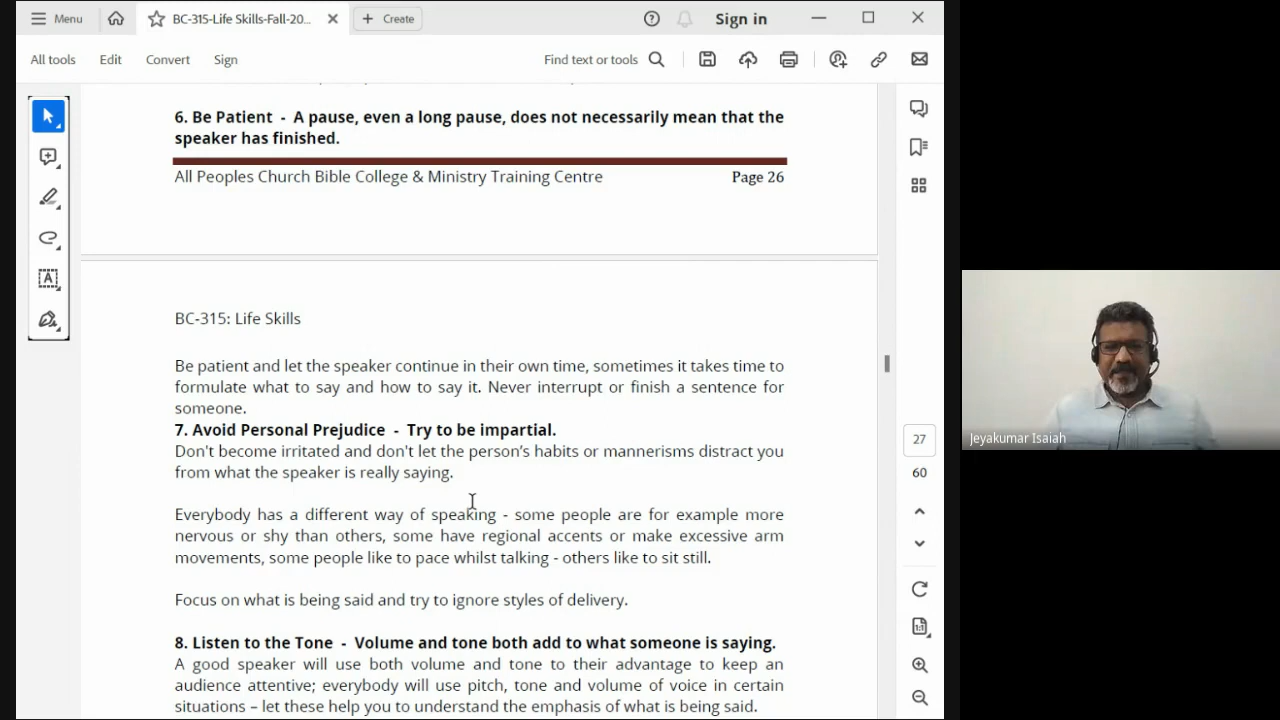 Menu
BC-315-Life Skills-Fall-20...
Create
Sign in
All tools
Edit
Convert
Sign
Find text or tools
6. Be Patient - A pause, even a long pause, does not necessarily mean that the
speaker has finished.
All Peoples Church Bible College & Ministry Training Centre Page 26
BC-315: Life Skills
Be patient and let the speaker continue in their own time, sometimes it takes time to
formulate what to say and how to say it. Never interrupt or finish a sentence for
someone.
7. Avoid Personal Prejudice - Try to be impartial.
Don't become irritated and don't let the person's habits or mannerisms distract you
from what the speaker is really saying.
Everybody has a different way of speaking - some people are for example more
nervous or shy than others, some have regional accents or make excessive arm
movements, some people like to pace whilst talking - others like to sit still.
Focus on what is being said and try to ignore styles of delivery.
8. Listen to the Tone - Volume and tone both add to what someone is saying.
A good speaker will use both volume and tone to their advantage to keep an
audience attentive; everybody will use pitch, tone and volume of voice in certain
situations – let these help you to understand the emphasis of what is being said.
27
60
Jeyakumar Isaiah